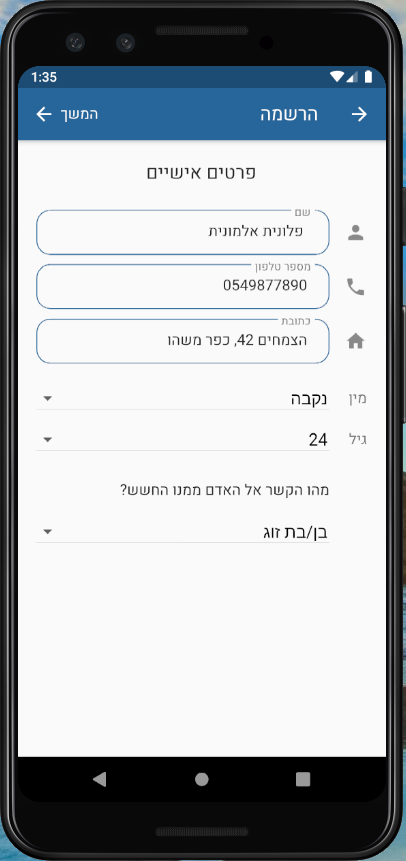 1:35
הרשמה
המשך
פרטים אישיים
שם
פלונית אלמונית
מספר טלפון
0549877890
כתובת
הצמחים 42, כפר משהו
מין
נקבה
גיל
24
מהו הקשר אל האדם ממנו החשש?
בן/בת זוג